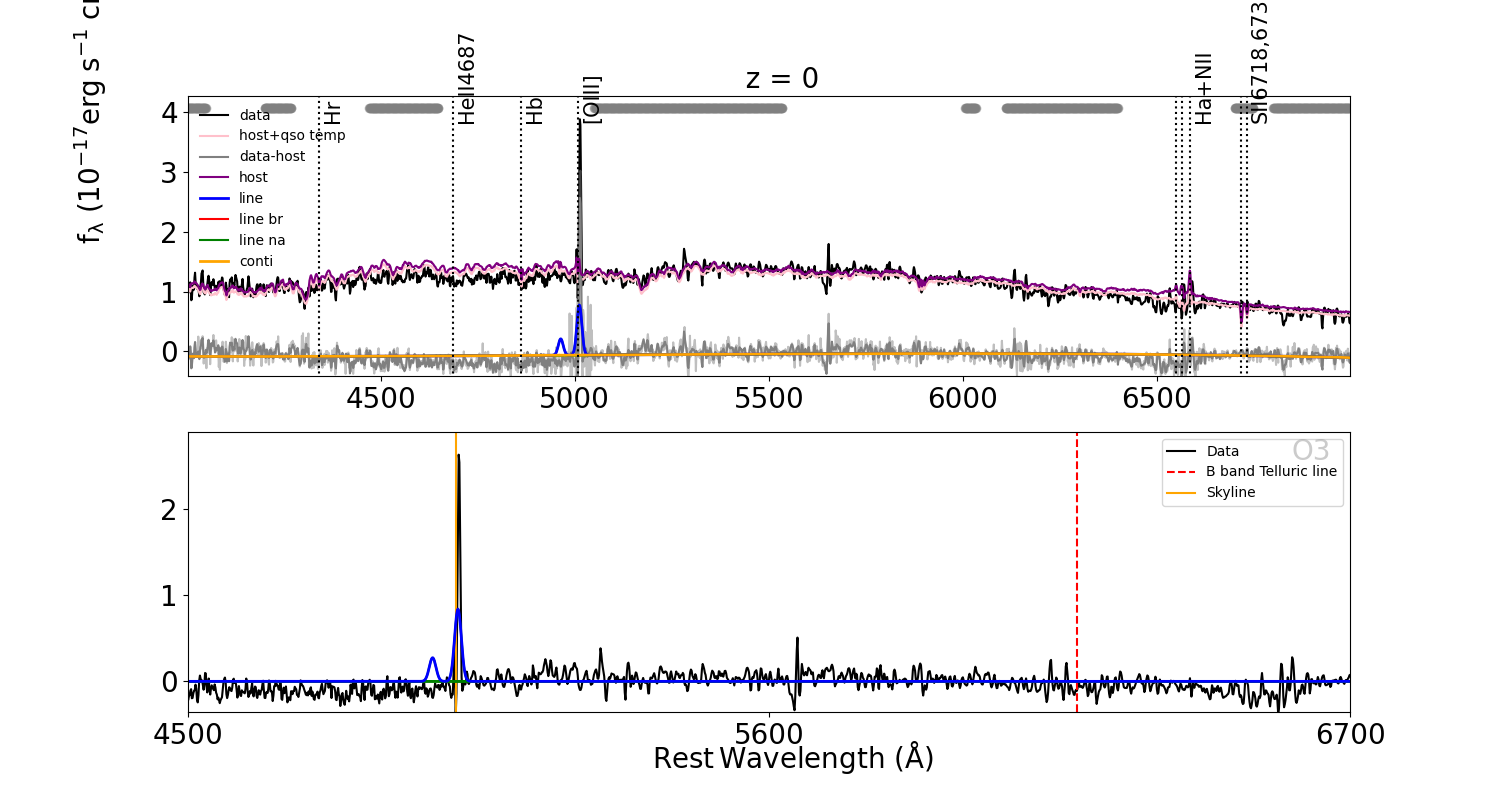 z = 0
f_λ (10^−17 erg s^−1 c
Hr
HeII4687
Hb
[OIII]
Ha+NII
SII6718,673
data
host+qso temp
data-host
host
line
line br
line na
conti
4
3
2
1
0
4500 5000 5500 6000 6500
O3
Data
B band Telluric line
Skyline
2
1
0
4500 5600 6700
Rest Wavelength (Å)